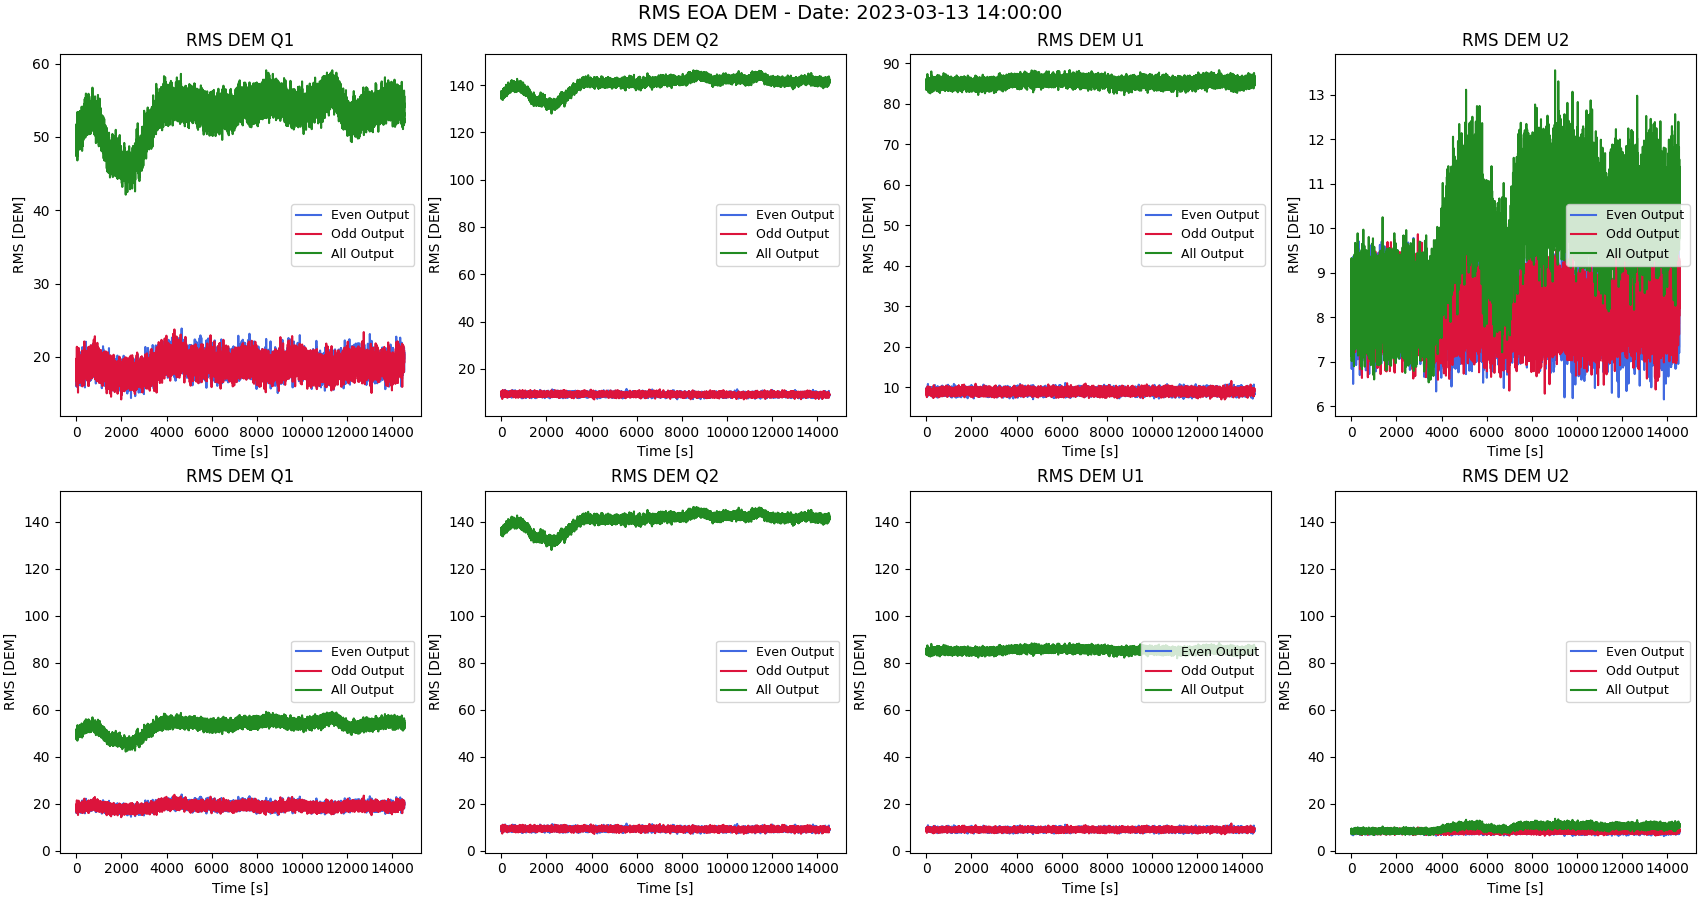 RMS EOA DEM - Date: 2023-03-13 14:00:00
RMS DEM Q1
RMS [DEM]
60
50
40
30
20
Even Output
Odd Output
All Output
0 2000 4000 6000 8000 10000 12000 14000
Time [s]
RMS DEM Q2
RMS [DEM]
140
120
100
80
60
40
20
Even Output
Odd Output
All Output
0 2000 4000 6000 8000 10000 12000 14000
Time [s]
RMS DEM U1
RMS [DEM]
90
80
70
60
50
40
30
20
10
Even Output
Odd Output
All Output
0 2000 4000 6000 8000 10000 12000 14000
Time [s]
RMS DEM U2
RMS [DEM]
13
12
11
10
9
8
7
6
Even Output
Odd Output
All Output
0 2000 4000 6000 8000 10000 12000 14000
Time [s]
RMS DEM Q1
RMS [DEM]
140
120
100
80
60
40
20
0
Even Output
Odd Output
All Output
0 2000 4000 6000 8000 10000 12000 14000
Time [s]
RMS DEM Q2
RMS [DEM]
140
120
100
80
60
40
20
0
Even Output
Odd Output
All Output
0 2000 4000 6000 8000 10000 12000 14000
Time [s]
RMS DEM U1
RMS [DEM]
140
120
100
80
60
40
20
0
Even Output
Odd Output
All Output
0 2000 4000 6000 8000 10000 12000 14000
Time [s]
RMS DEM U2
RMS [DEM]
140
120
100
80
60
40
20
0
Even Output
Odd Output
All Output
0 2000 4000 6000 8000 10000 12000 14000
Time [s]